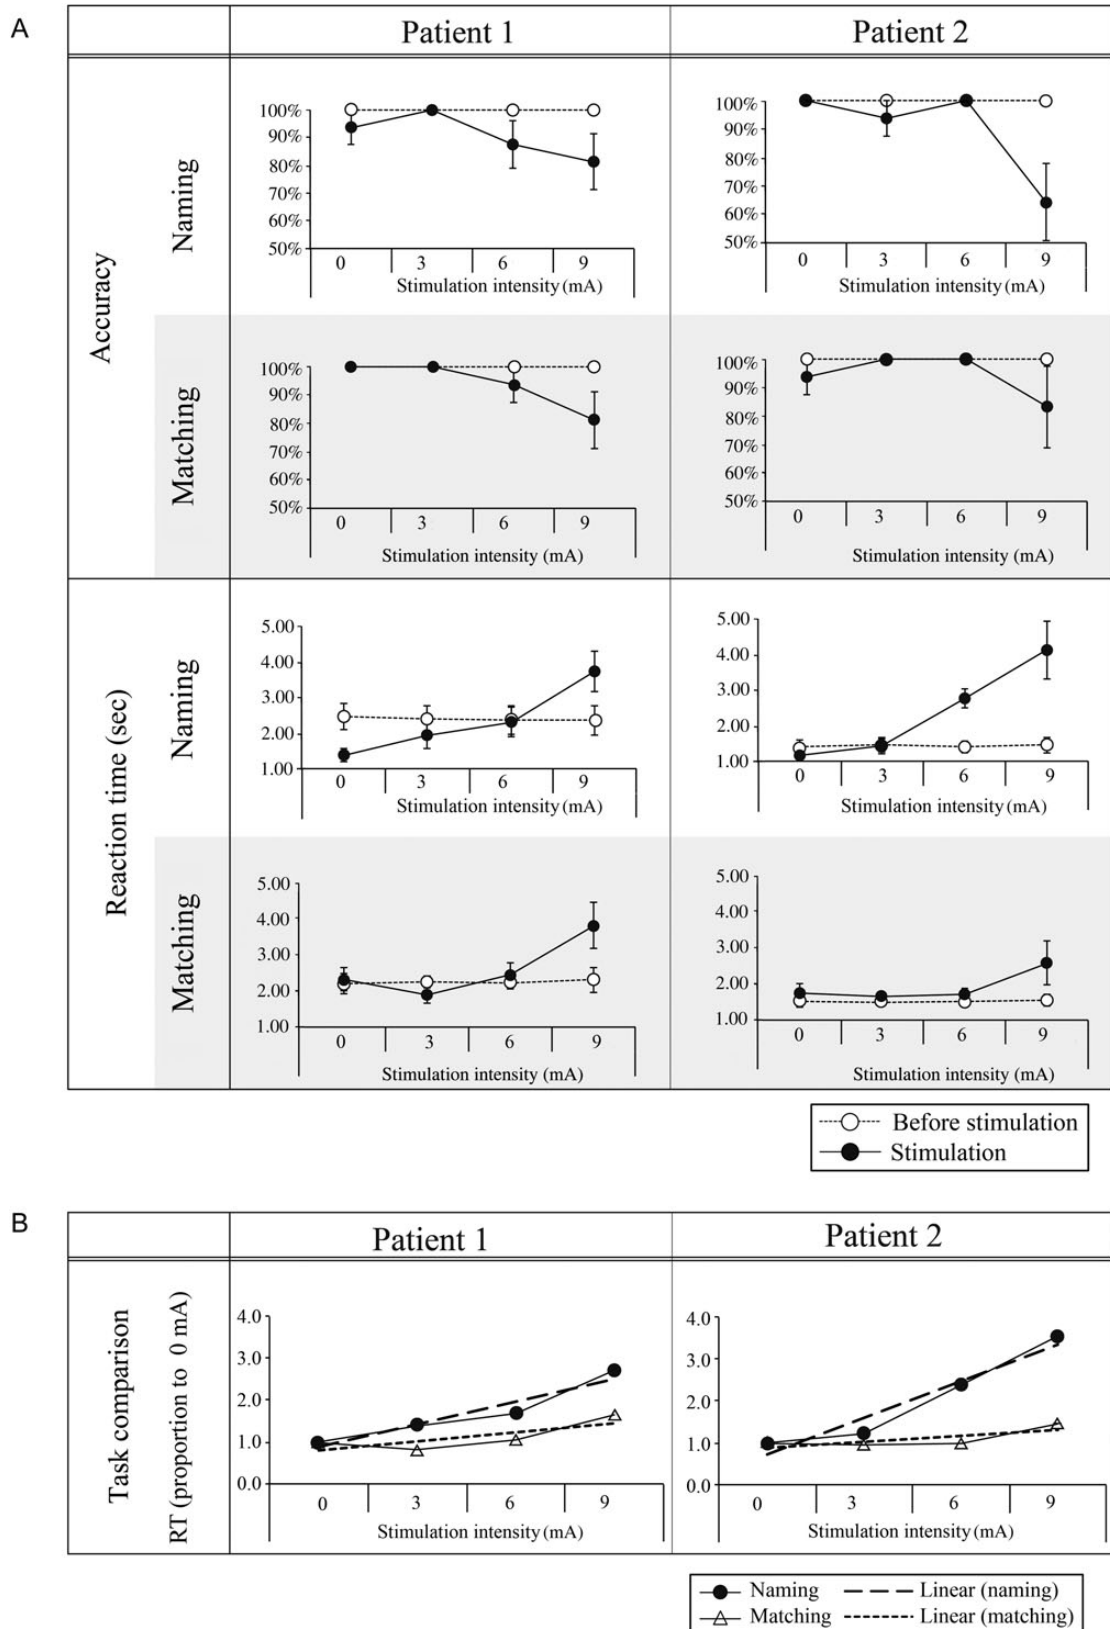 A
Patient 1
Patient 2
Accuracy
Naming
100%
90%
80%
70%
60%
50%
0 3 6 9
Stimulation intensity (mA)
100%
90%
80%
70%
60%
50%
0 3 6 9
Stimulation intensity (mA)
Matching
100%
90%
80%
70%
60%
50%
0 3 6 9
Stimulation intensity (mA)
100%
90%
80%
70%
60%
50%
0 3 6 9
Stimulation intensity (mA)
Reaction time (sec)
Naming
5.00
4.00
3.00
2.00
1.00
0 3 6 9
Stimulation intensity (mA)
5.00
4.00
3.00
2.00
1.00
0 3 6 9
Stimulation intensity (mA)
Matching
5.00
4.00
3.00
2.00
1.00
0 3 6 9
Stimulation intensity (mA)
5.00
4.00
3.00
2.00
1.00
0 3 6 9
Stimulation intensity (mA)
Before stimulation
Stimulation
B
Patient 1
Patient 2
Task comparison
RT (proportion to 0 mA)
4.0
3.0
2.0
1.0
0.0
0 3 6 9
Stimulation intensity (mA)
4.0
3.0
2.0
1.0
0.0
0 3 6 9
Stimulation intensity (mA)
Naming
Linear (naming)
Matching
Linear (matching)